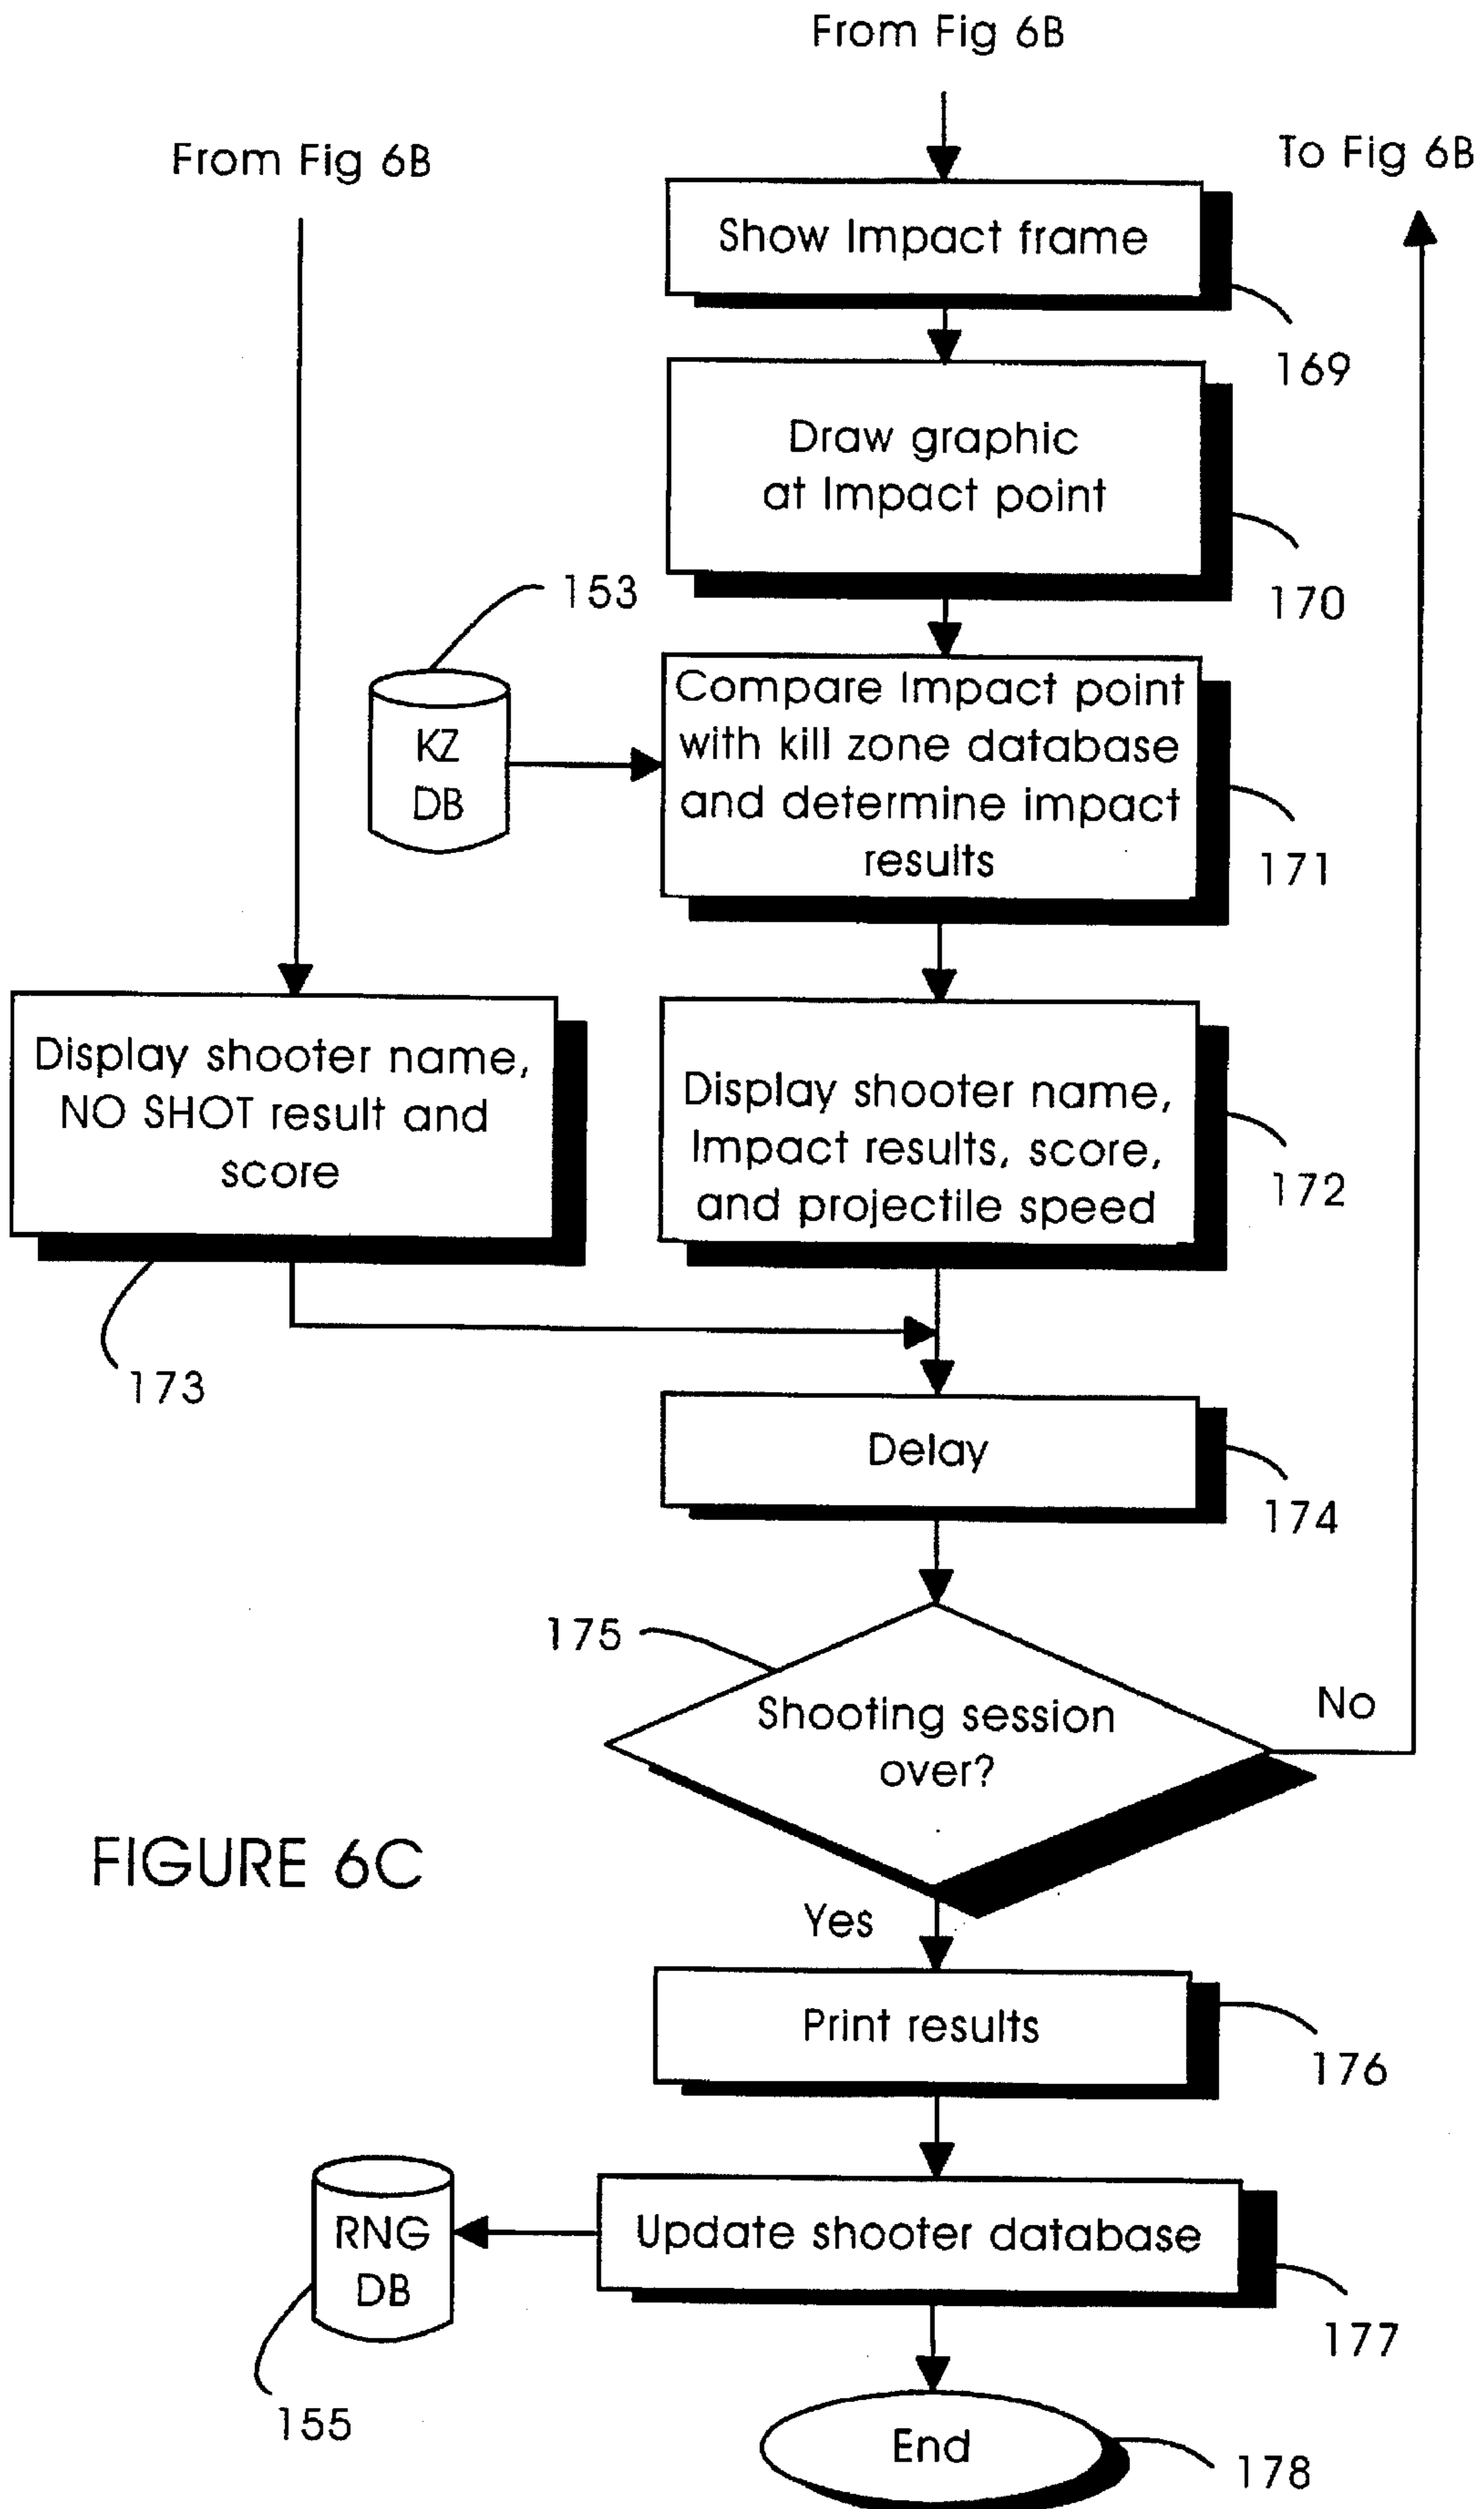 From Fig 6B
From Fig 6B
To Fig 6B
Show Impact frame
169
Draw graphic
at Impact point
170
153
KZ
DB
Compare Impact point
with kill zone database
and determine impact
results
171
Display shooter name,
NO SHOT result and
score
173
Display shooter name,
Impact results, score,
and projectile speed
172
Delay
174
175
Shooting session
over?
No
FIGURE 6C
Yes
Print results
176
RNG
DB
155
Update shooter database
177
End
178